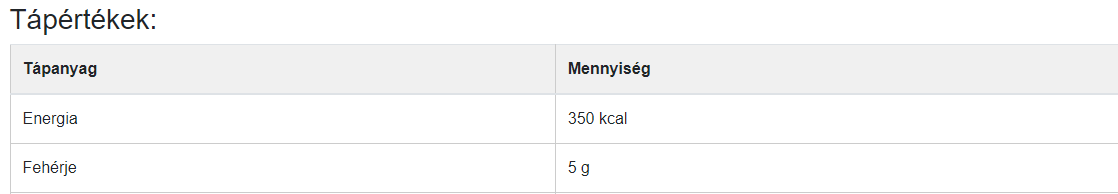 Tápértékek:
Tápanyag Mennyiség
Energia 350 kcal
Fehérje 5 g